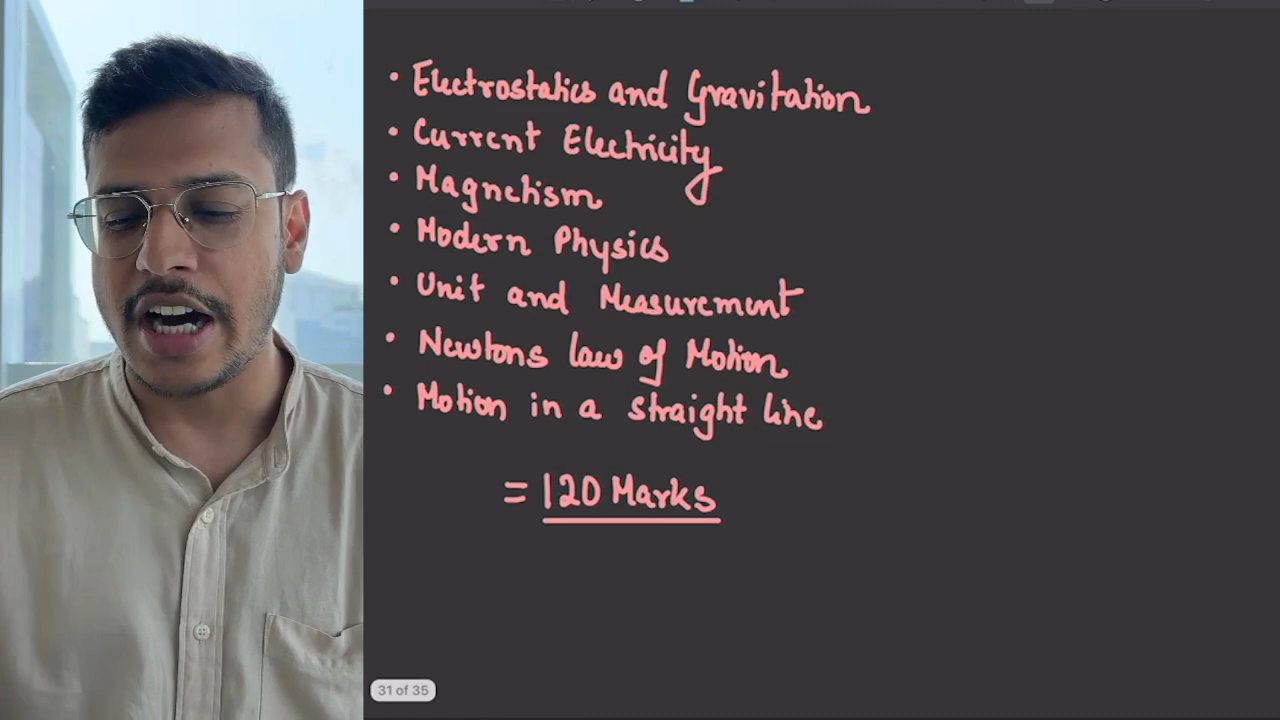 • Electrostatics and Gravitation
• Current Electricity
• Magnetism
• Modern Physics
• Unit and Measurement
• Newtons law of Motion
• Motion in a straight line
= 120 Marks
31 of 35